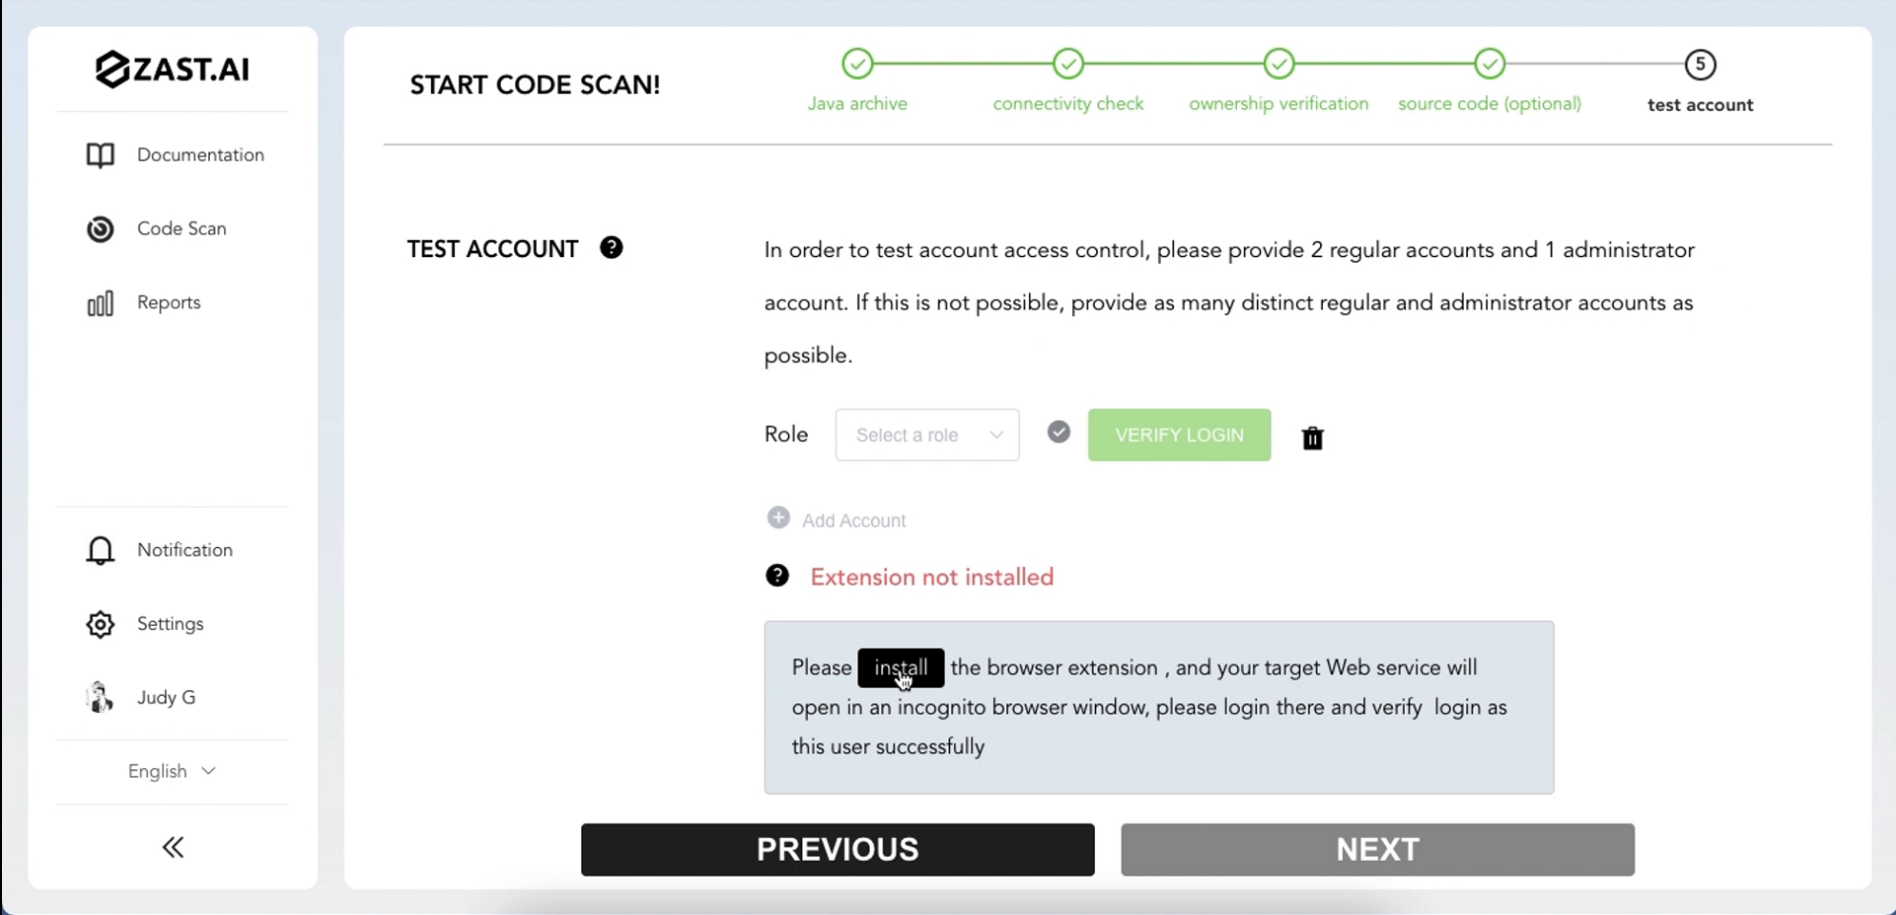 ZAST.AI
Documentation
Code Scan
Reports
Notification
Settings
Judy G
English
START CODE SCAN!
Java archive
connectivity check
ownership verification
source code (optional)
5
test account
TEST ACCOUNT ?
In order to test account access control, please provide 2 regular accounts and 1 administrator
account. If this is not possible, provide as many distinct regular and administrator accounts as
possible.
Role Select a role VERIFY LOGIN
Add Account
? Extension not installed
Please install the browser extension , and your target Web service will
open in an incognito browser window, please login there and verify login as
this user successfully
PREVIOUS NEXT